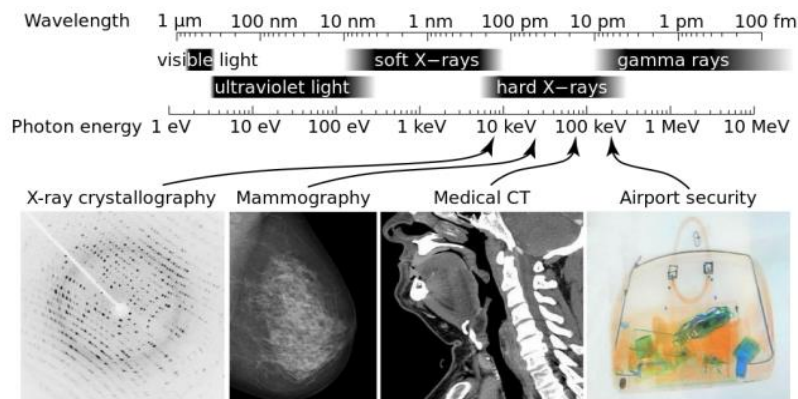 Wavelength 1 μm 100 nm 10 nm 1 nm 100 pm 10 pm 1 pm 100 fm
visible light soft X−rays gamma rays
ultraviolet light hard X−rays
Photon energy 1 eV 10 eV 100 eV 1 keV 10 keV 100 keV 1 MeV 10 MeV
X-ray crystallography Mammography Medical CT Airport security